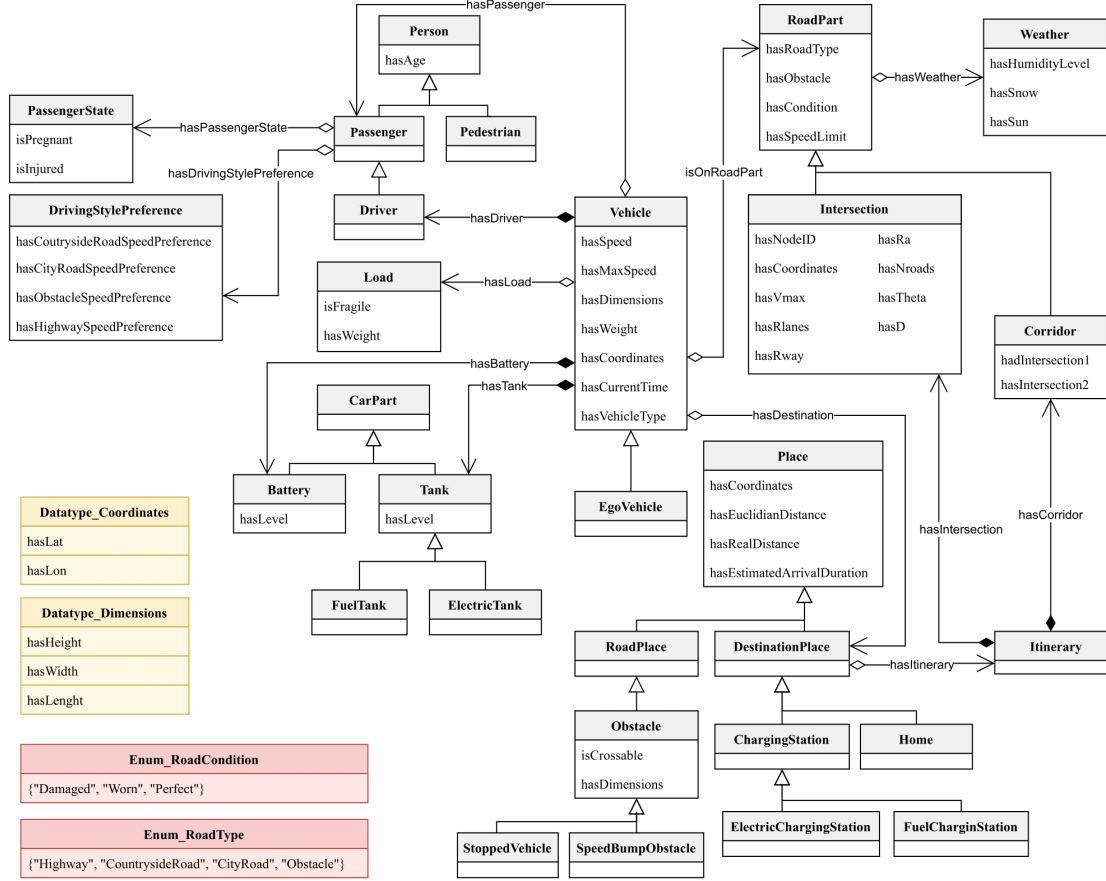 hasPassenger
Person
hasAge
RoadPart
hasRoadType
hasObstacle
hasCondition
hasSpeedLimit
hasWeather
Weather
hasHumidityLevel
hasSnow
hasSun
PassengerState
isPregnant
isInjured
hasPassengerState
Passenger
Pedestrian
hasDrivingStylePreference
isOnRoadPart
DrivingStylePreference
hasCoutrysideRoadSpeedPreference
hasCityRoadSpeedPreference
hasObstacleSpeedPreference
hasHighwaySpeedPreference
Driver
hasDriver
Vehicle
hasSpeed
hasMaxSpeed
hasDimensions
hasWeight
hasCoordinates
hasCurrentTime
hasVehicleType
Intersection
hasNodeID
hasRa
hasCoordinates
hasNroads
hasVmax
hasTheta
hasRlanes
hasD
hasRway
Load
isFragile
hasWeight
hasLoad
Corridor
hadIntersection1
hasIntersection2
hasBattery
hasTank
CarPart
hasDestination
Battery
hasLevel
Tank
hasLevel
EgoVehicle
Place
hasCoordinates
hasEuclidianDistance
hasRealDistance
hasEstimatedArrivalDuration
hasCorridor
hasIntersection
Datatype_Coordinates
hasLat
hasLon
FuelTank
ElectricTank
Datatype_Dimensions
hasHeight
hasWidth
hasLenght
RoadPlace
DestinationPlace
hasItinerary
Itinerary
Obstacle
isCrossable
hasDimensions
ChargingStation
Home
Enum_RoadCondition
{"Damaged", "Worn", "Perfect"}
Enum_RoadType
{"Highway", "CountrysideRoad", "CityRoad", "Obstacle"}
StoppedVehicle
SpeedBumpObstacle
ElectricChargingStation
FuelCharginStation